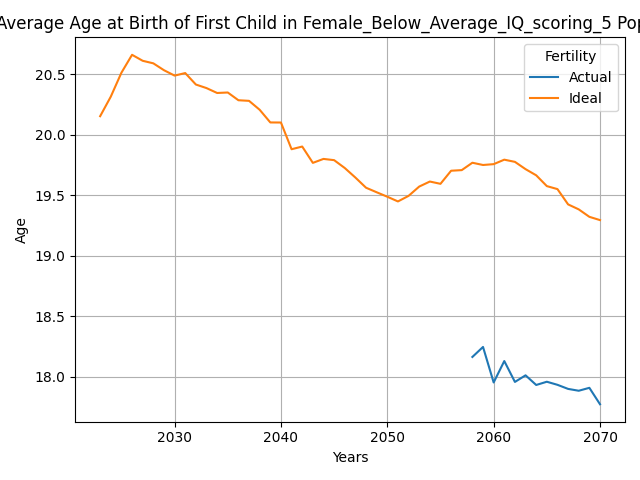 Average Age at Birth of First Child in Female_Below_Average_IQ_scoring_5 Pop
Fertility
Actual
Ideal
20.5
20.0
19.5
19.0
18.5
18.0
Age
2030 2040 2050 2060 2070
Years